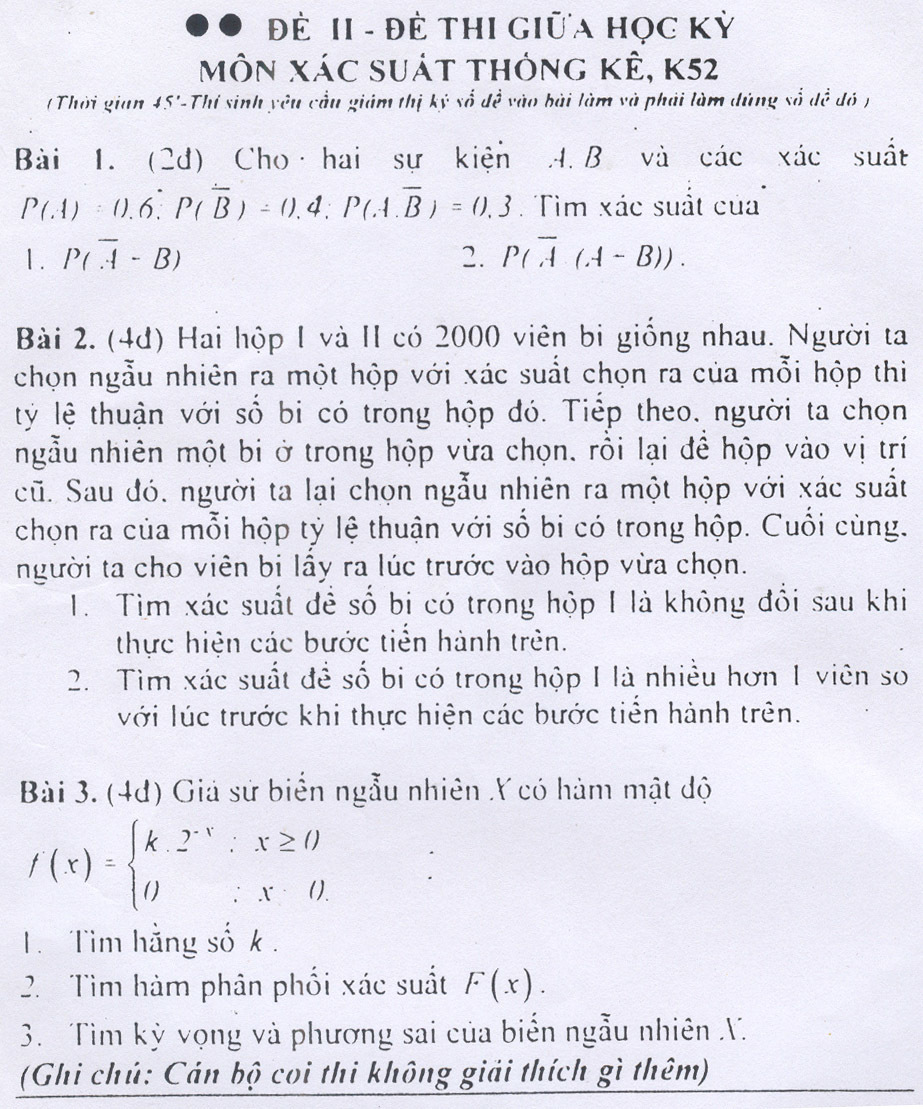 ĐỀ II - ĐỀ THI GIỮA HỌC KỲ
MÔN XÁC SUẤT THỐNG KÊ, K52
(Thời gian 45'-Thí sinh yêu cầu giám thị ký số đề vào bài làm và phải làm đúng số đề đó)
Bài 1. (2đ) Cho hai sự kiện A, B và các xác suất
P(A) = 0,6; P(B̅) = 0,4; P(A.B̅) = 0,3. Tìm xác suất của
1. P(A̅ - B)
2. P(A̅ (A - B)).
Bài 2. (4đ) Hai hộp I và II có 2000 viên bi giống nhau. Người ta
chọn ngẫu nhiên ra một hộp với xác suất chọn ra của mỗi hộp thì
tỷ lệ thuận với số bi có trong hộp đó. Tiếp theo, người ta chọn
ngẫu nhiên một bi ở trong hộp vừa chọn, rồi lại để hộp vào vị trí
cũ. Sau đó, người ta lại chọn ngẫu nhiên ra một hộp với xác suất
chọn ra của mỗi hộp tỷ lệ thuận với số bi có trong hộp. Cuối cùng,
người ta cho viên bi lấy ra lúc trước vào hộp vừa chọn.
1. Tìm xác suất để số bi có trong hộp I là không đổi sau khi
thực hiện các bước tiến hành trên.
2. Tìm xác suất để số bi có trong hộp I là nhiều hơn 1 viên so
với lúc trước khi thực hiện các bước tiến hành trên.
Bài 3. (4đ) Giả sử biến ngẫu nhiên X có hàm mật độ
f(x) = { k.2⁻ˣ ; x ≥ 0
0 ; x 0.
1. Tìm hằng số k.
2. Tìm hàm phân phối xác suất F(x).
3. Tìm kỳ vọng và phương sai của biến ngẫu nhiên X.
(Ghi chú: Cán bộ coi thi không giải thích gì thêm)